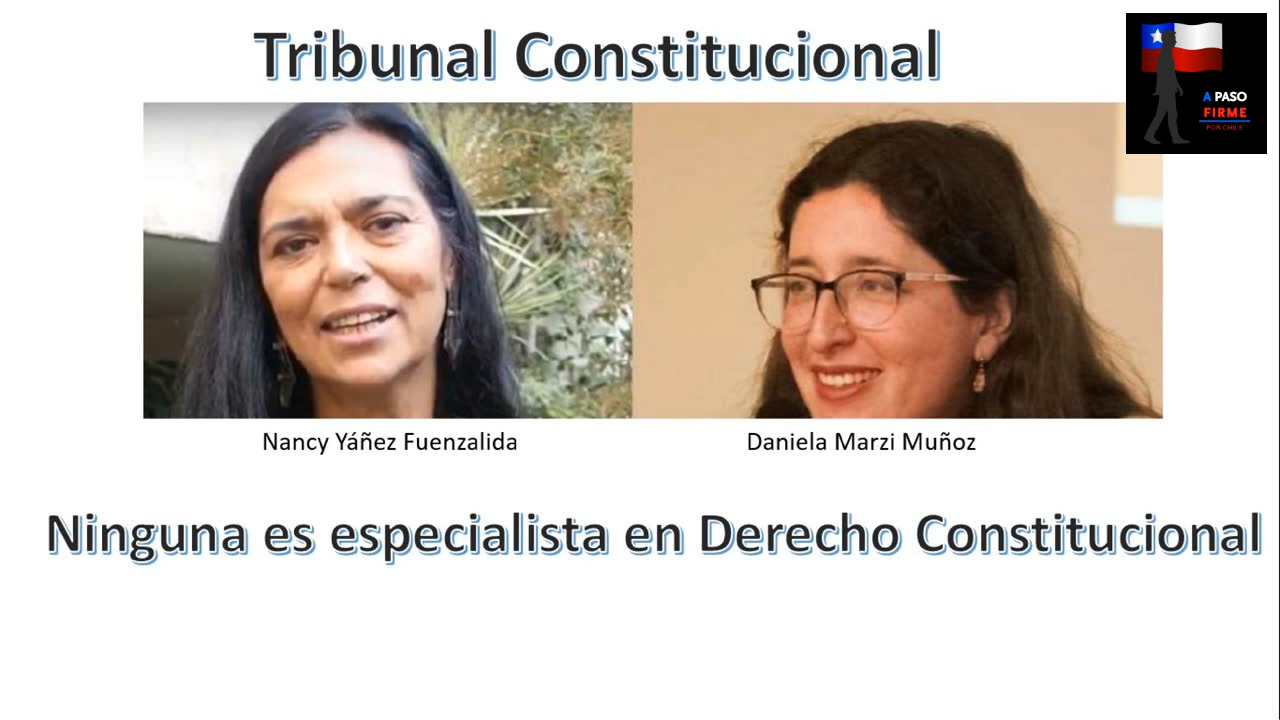 Tribunal Constitucional
A PASO
FIRME
POR CHILE
Nancy Yáñez Fuenzalida
Daniela Marzi Muñoz
Ninguna es especialista en Derecho Constitucional